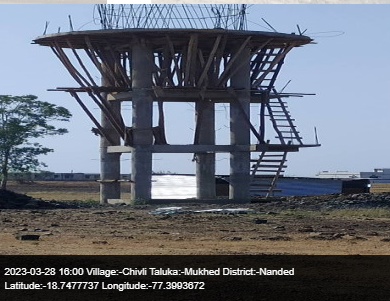 2023-03-28 16:00 Village:-Chivli Taluka:-Mukhed District:-Nanded
Latitude:-18.7477737 Longitude:-77.3993672